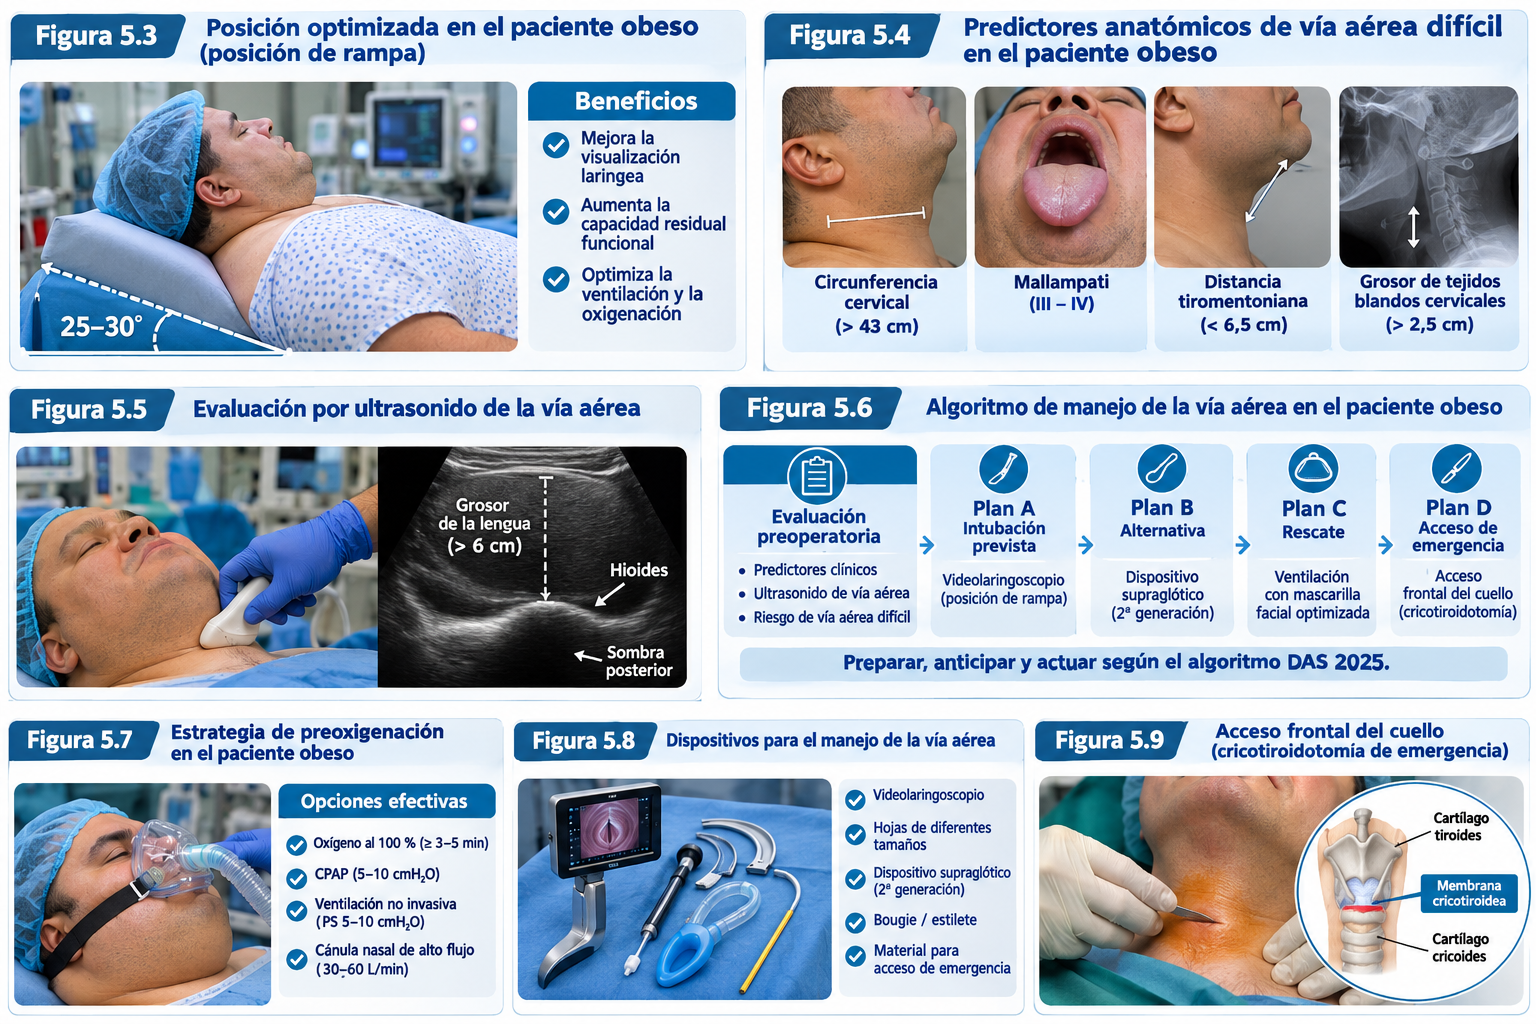 Figura 5.3
Posición optimizada en el paciente obeso
(posición de rampa)
25–30°
Beneficios
Mejora la
visualización
laringea
Aumenta la
capacidad residual
funcional
Optimiza la
ventilación y la
oxigenación
Figura 5.4
Predictores anatómicos de vía aérea difícil
en el paciente obeso
Circunferencia
cervical
(> 43 cm)
Mallampati
(III – IV)
Distancia
tiromentoniana
(< 6,5 cm)
Grosor de tejidos
blandos cervicales
(> 2,5 cm)
Figura 5.5
Evaluación por ultrasonido de la vía aérea
Grosor
de la lengua
(> 6 cm)
Hioides
Sombra
posterior
Figura 5.6
Algoritmo de manejo de la vía aérea en el paciente obeso
Evaluación
preoperatoria
• Predictores clínicos
• Ultrasonido de vía aérea
• Riesgo de vía aérea difícil
Plan A
Intubación
prevista
Videolaringoscopio
(posición de rampa)
Plan B
Alternativa
Dispositivo
supraglótico
(2ª generación)
Plan C
Rescate
Ventilación
con mascarilla
facial optimizada
Plan D
Acceso de
emergencia
Acceso
frontal del cuello
(cricotiroidotomía)
Preparar, anticipar y actuar según el algoritmo DAS 2025.
Figura 5.7
Estrategia de preoxigenación
en el paciente obeso
Opciones efectivas
Oxígeno al 100 % (≥ 3–5 min)
CPAP (5–10 cmH₂O)
Ventilación no invasiva
(PS 5–10 cmH₂O)
Cánula nasal de alto flujo
(30–60 L/min)
Figura 5.8
Dispositivos para el manejo de la vía aérea
Videolaringoscopio
Hojas de diferentes
tamaños
Dispositivo supraglótico
(2ª generación)
Bougie / estilete
Material para
acceso de emergencia
Figura 5.9
Acceso frontal del cuello
(cricotiroidotomía de emergencia)
Cartílago
tiroides
Membrana
cricotiroidea
Cartílago
cricoides